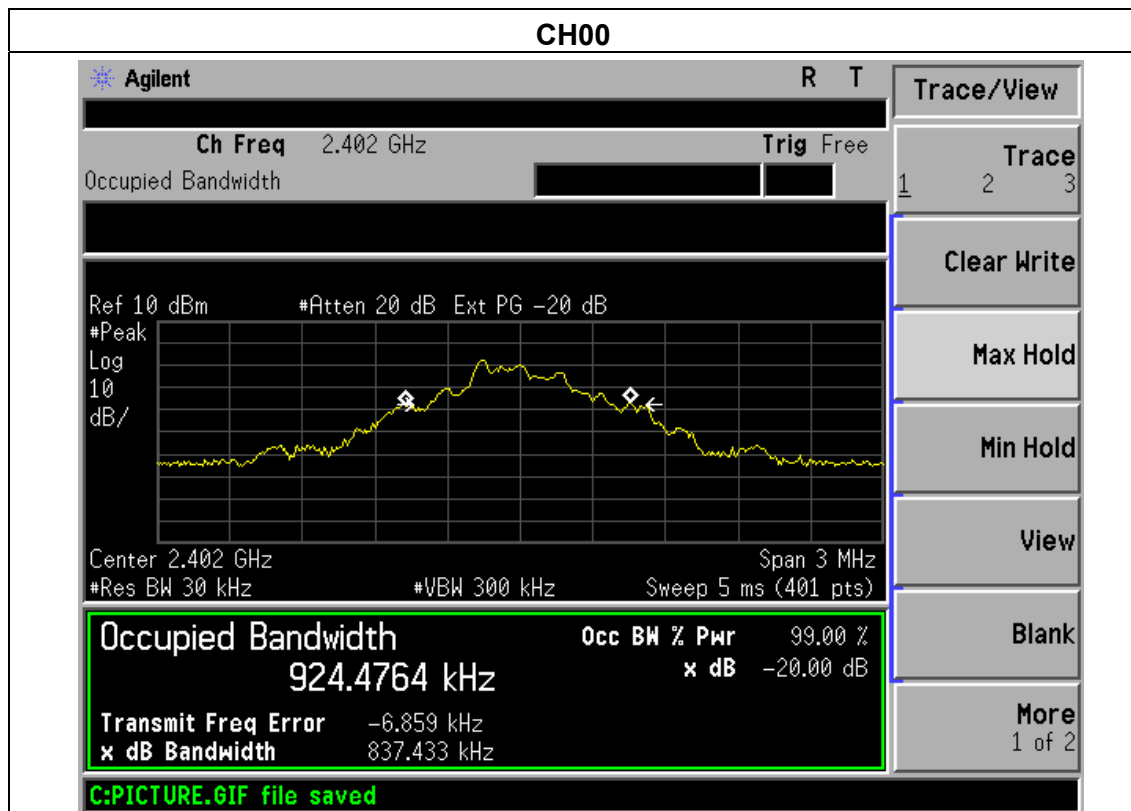 CH00
Agilent R T
Ch Freq 2.402 GHz Trig Free
Occupied Bandwidth
Ref 10 dBm #Atten 20 dB Ext PG −20 dB
#Peak
Log
10
dB/
Center 2.402 GHz Span 3 MHz
#Res BW 30 kHz #VBW 300 kHz Sweep 5 ms (401 pts)
Occupied Bandwidth
924.4764 kHz
Occ BW % Pwr 99.00 %
x dB −20.00 dB
Transmit Freq Error −6.859 kHz
x dB Bandwidth 837.433 kHz
C:PICTURE.GIF file saved
Trace/View
Trace
1 2 3
Clear Write
Max Hold
Min Hold
View
Blank
More
1 of 2